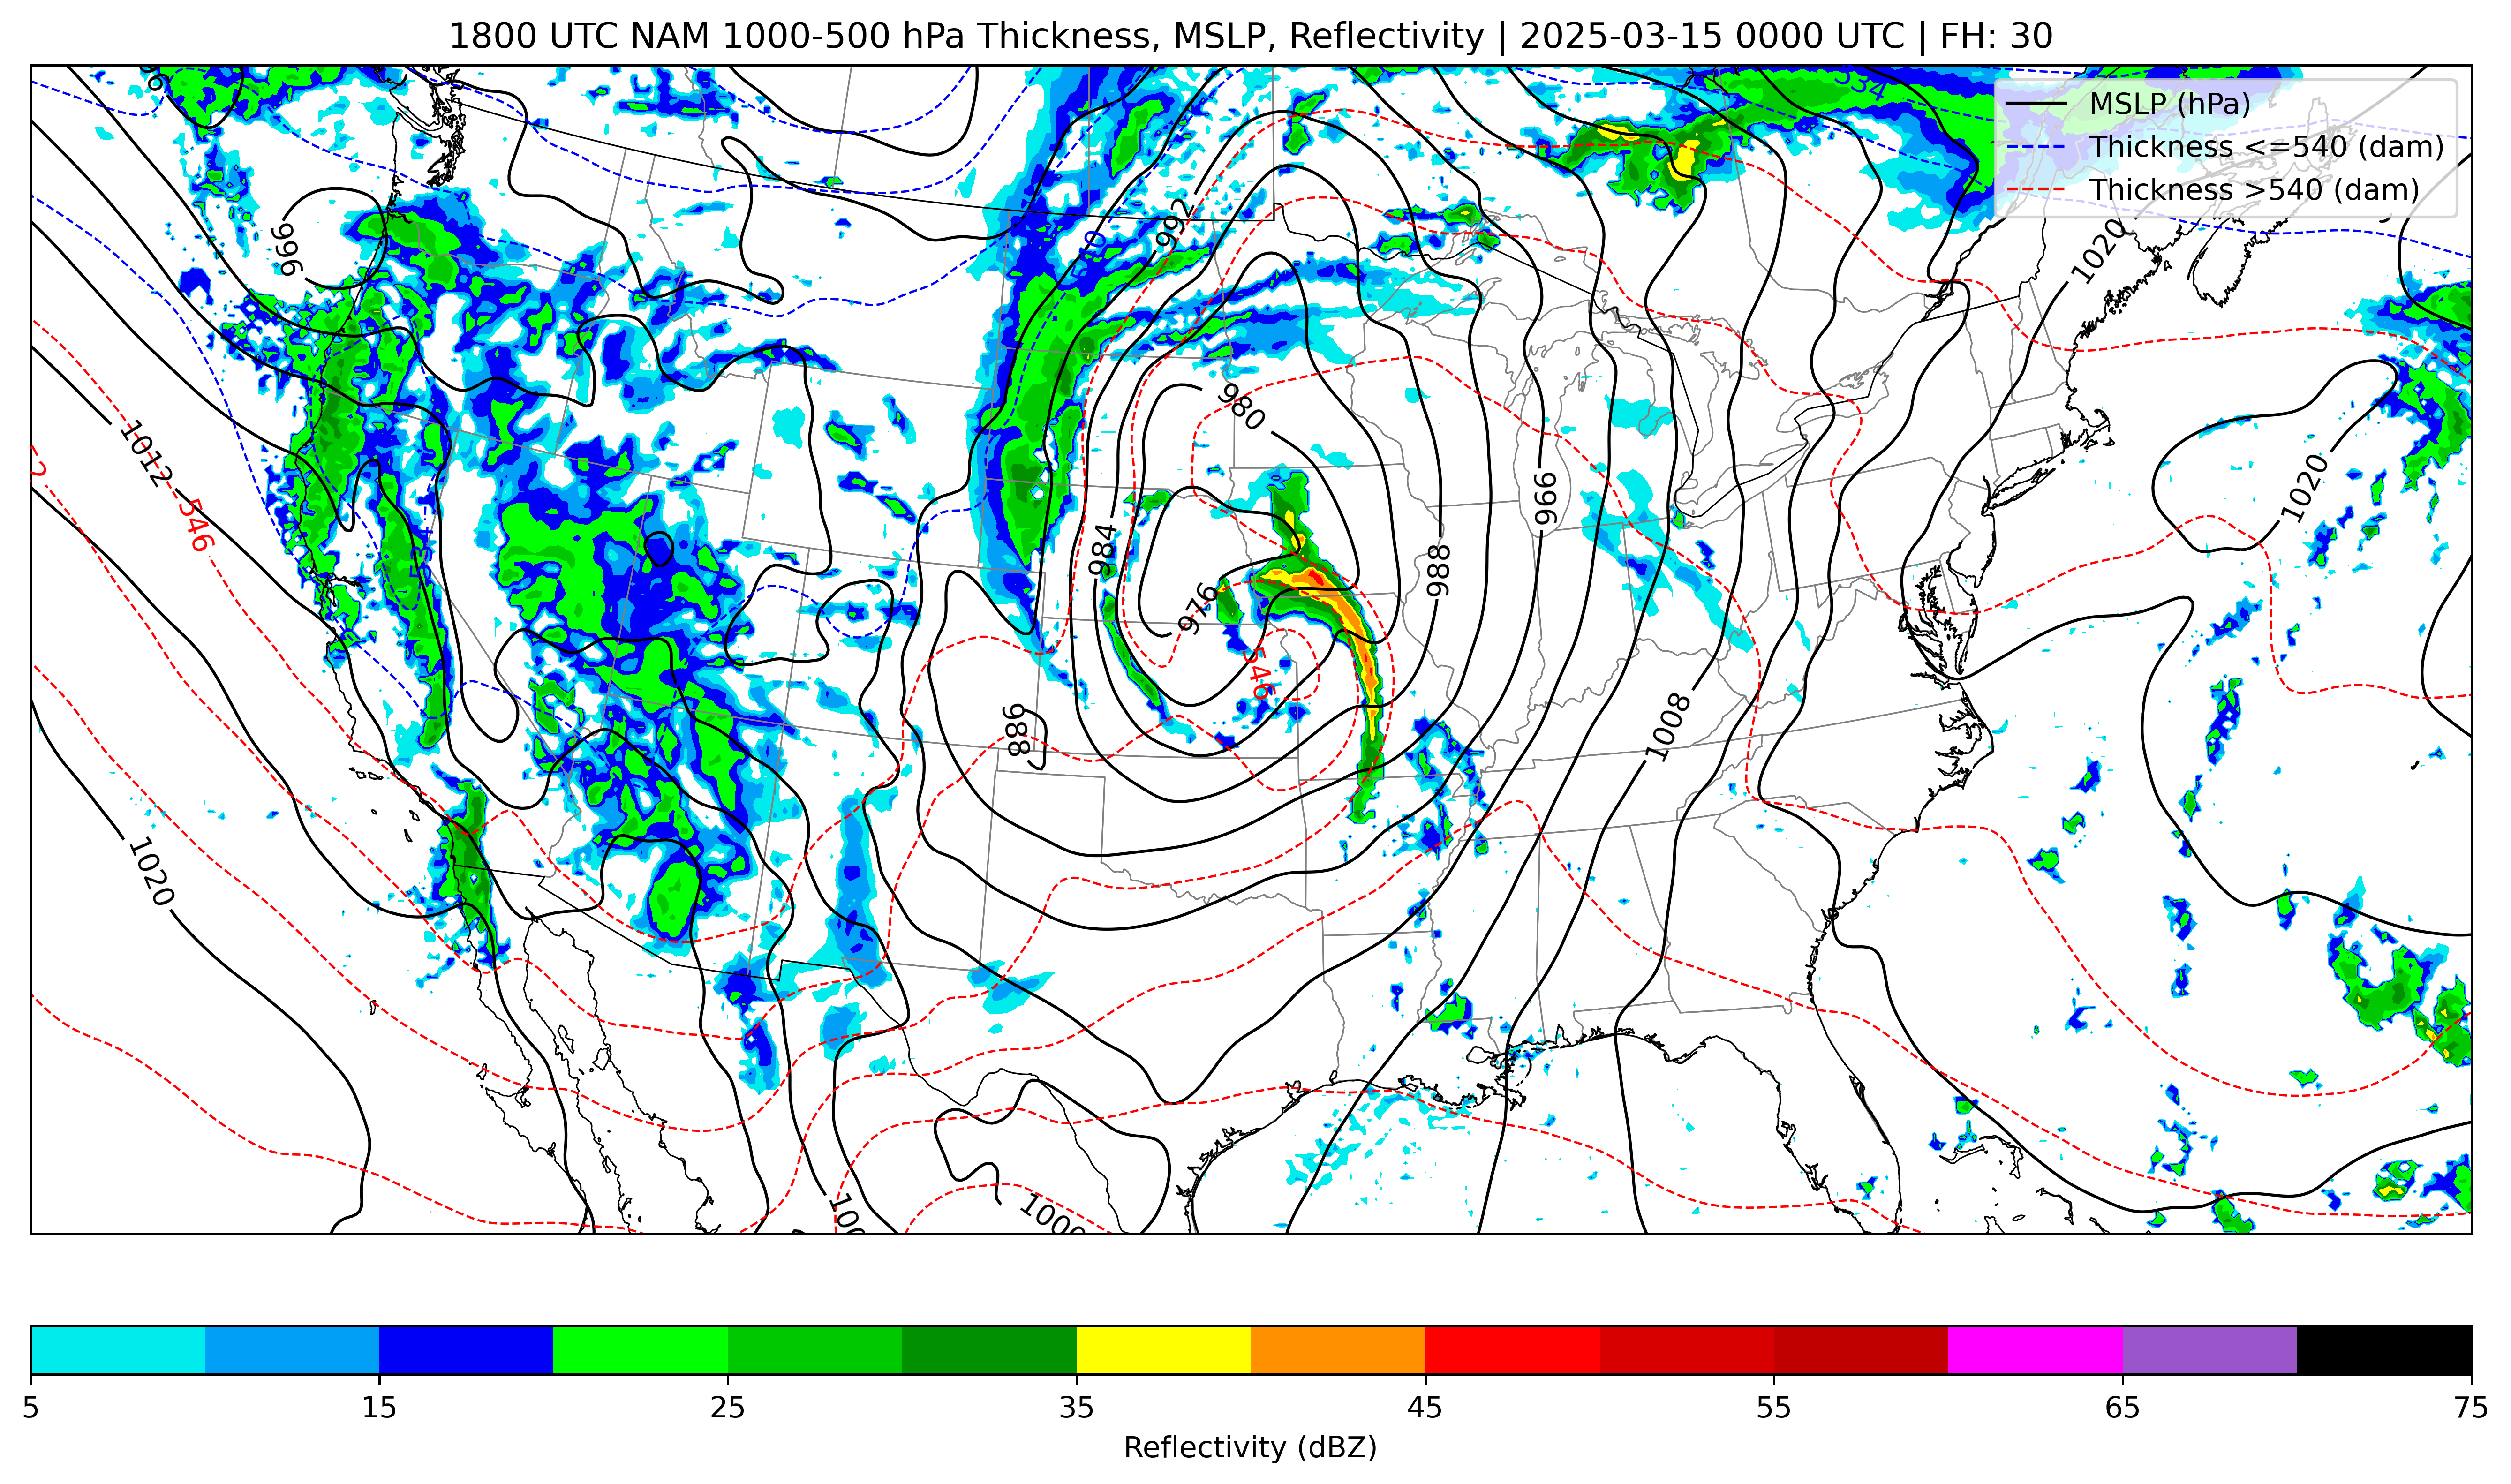 1800 UTC NAM 1000-500 hPa Thickness, MSLP, Reflectivity | 2025-03-15 0000 UTC | FH: 30
MSLP (hPa)
Thickness <=540 (dam)
Thickness >540 (dam)
992
1020
996
980
1012
546
1020
996
984
988
976
546
988
1008
1020
1000
5 15 25 35 45 55 65 75
Reflectivity (dBZ)